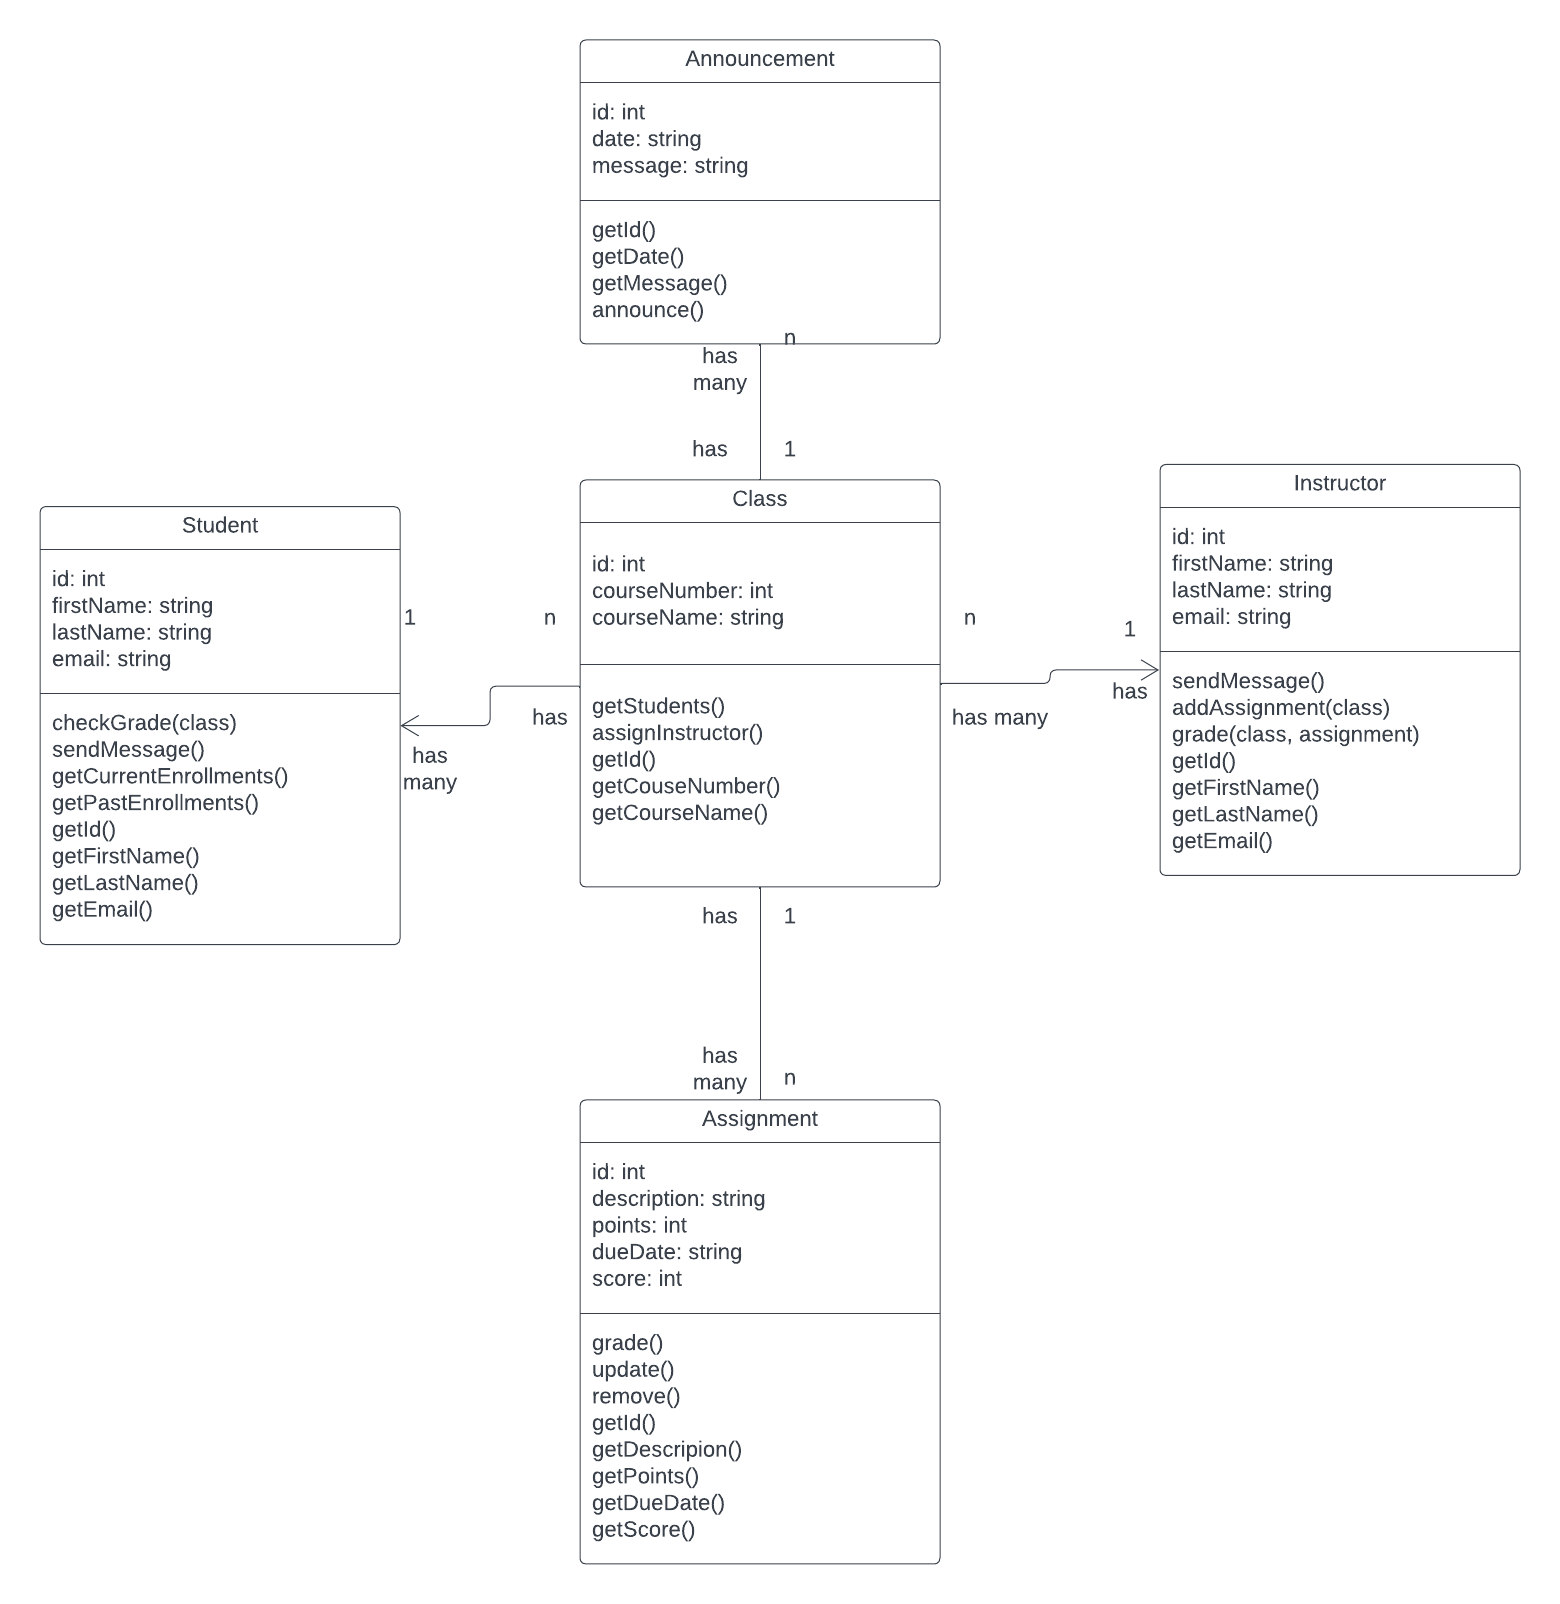 Announcement
id: int
date: string
message: string
getId()
getDate()
getMessage()
announce()
n
has
many
has
1
Student
id: int
firstName: string
lastName: string
email: string
checkGrade(class)
sendMessage()
getCurrentEnrollments()
getPastEnrollments()
getId()
getFirstName()
getLastName()
getEmail()
1
has
many
n
has
Class
id: int
courseNumber: int
courseName: string
getStudents()
assignInstructor()
getId()
getCouseNumber()
getCourseName()
n
has many
1
has
Instructor
id: int
firstName: string
lastName: string
email: string
sendMessage()
addAssignment(class)
grade(class, assignment)
getId()
getFirstName()
getLastName()
getEmail()
has
1
has
many
n
Assignment
id: int
description: string
points: int
dueDate: string
score: int
grade()
update()
remove()
getId()
getDescripion()
getPoints()
getDueDate()
getScore()